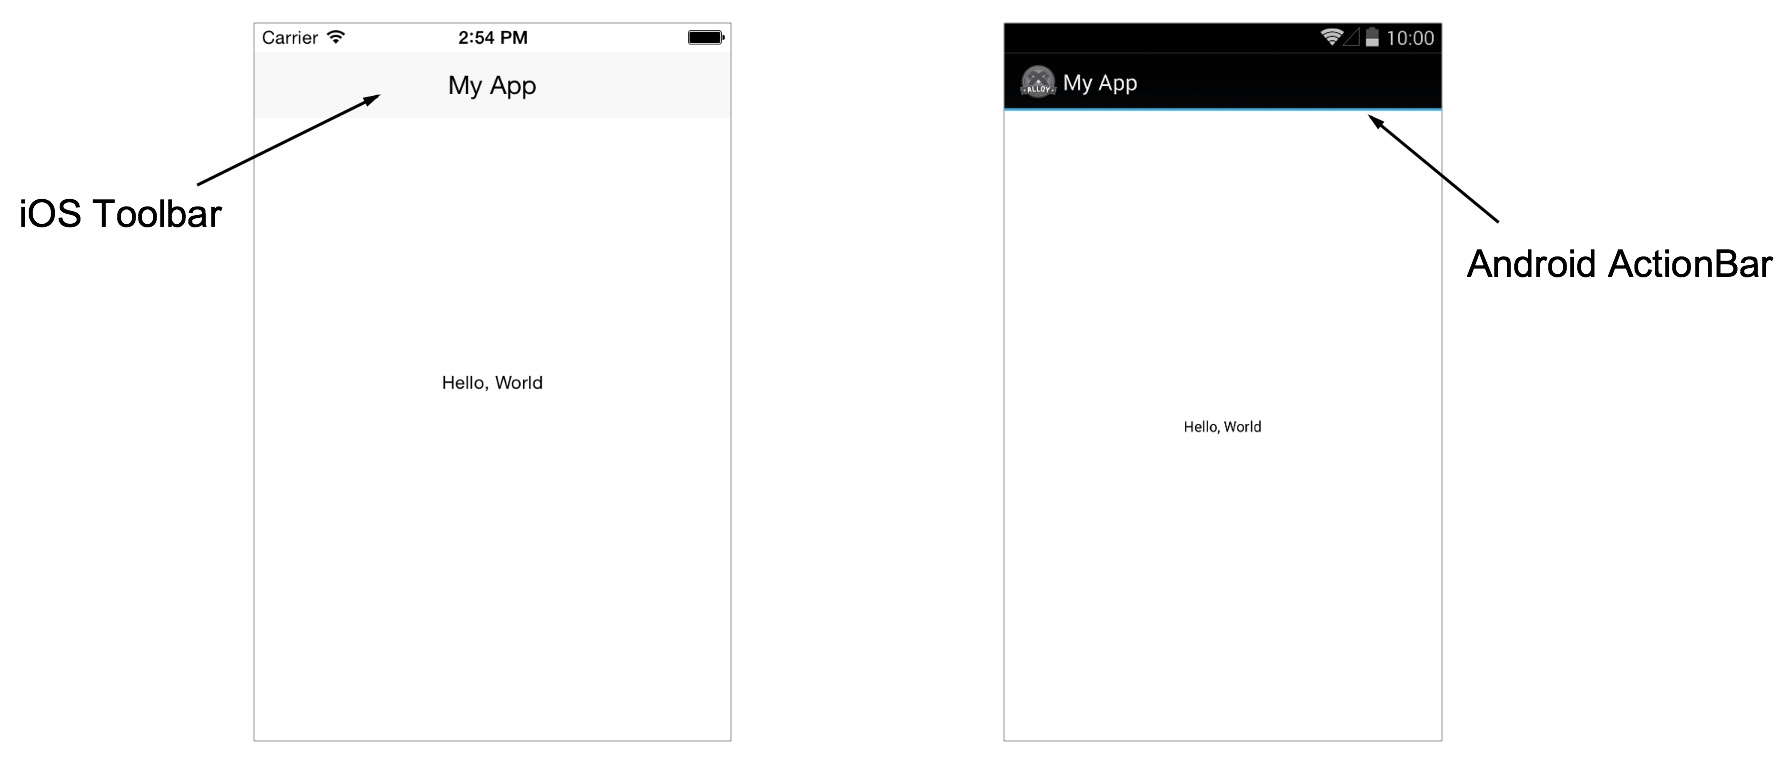 Carrier
2:54 PM
My App
iOS Toolbar
Hello, World
10:00
ALLOY
My App
Android ActionBar
Hello, World